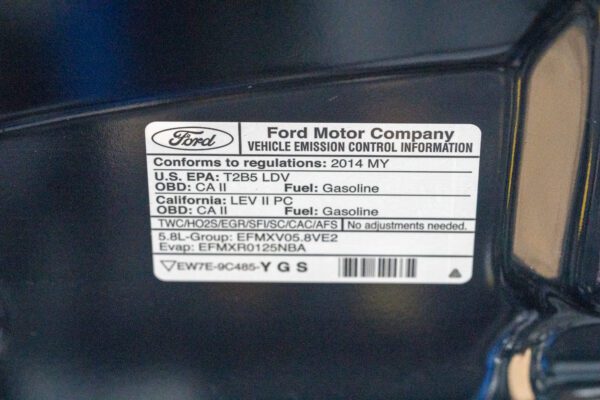 Ford
Ford Motor Company
VEHICLE EMISSION CONTROL INFORMATION
Conforms to regulations: 2014 MY
U.S. EPA: T2B5 LDV
OBD: CA II Fuel: Gasoline
California: LEV II PC
OBD: CA II Fuel: Gasoline
TWC/HO2S/EGR/SFI/SC/CAC/AFS No adjustments needed.
5.8L-Group: EFMXV05.8VE2
Evap: EFMXR0125NBA
EW7E-9C485-Y G S